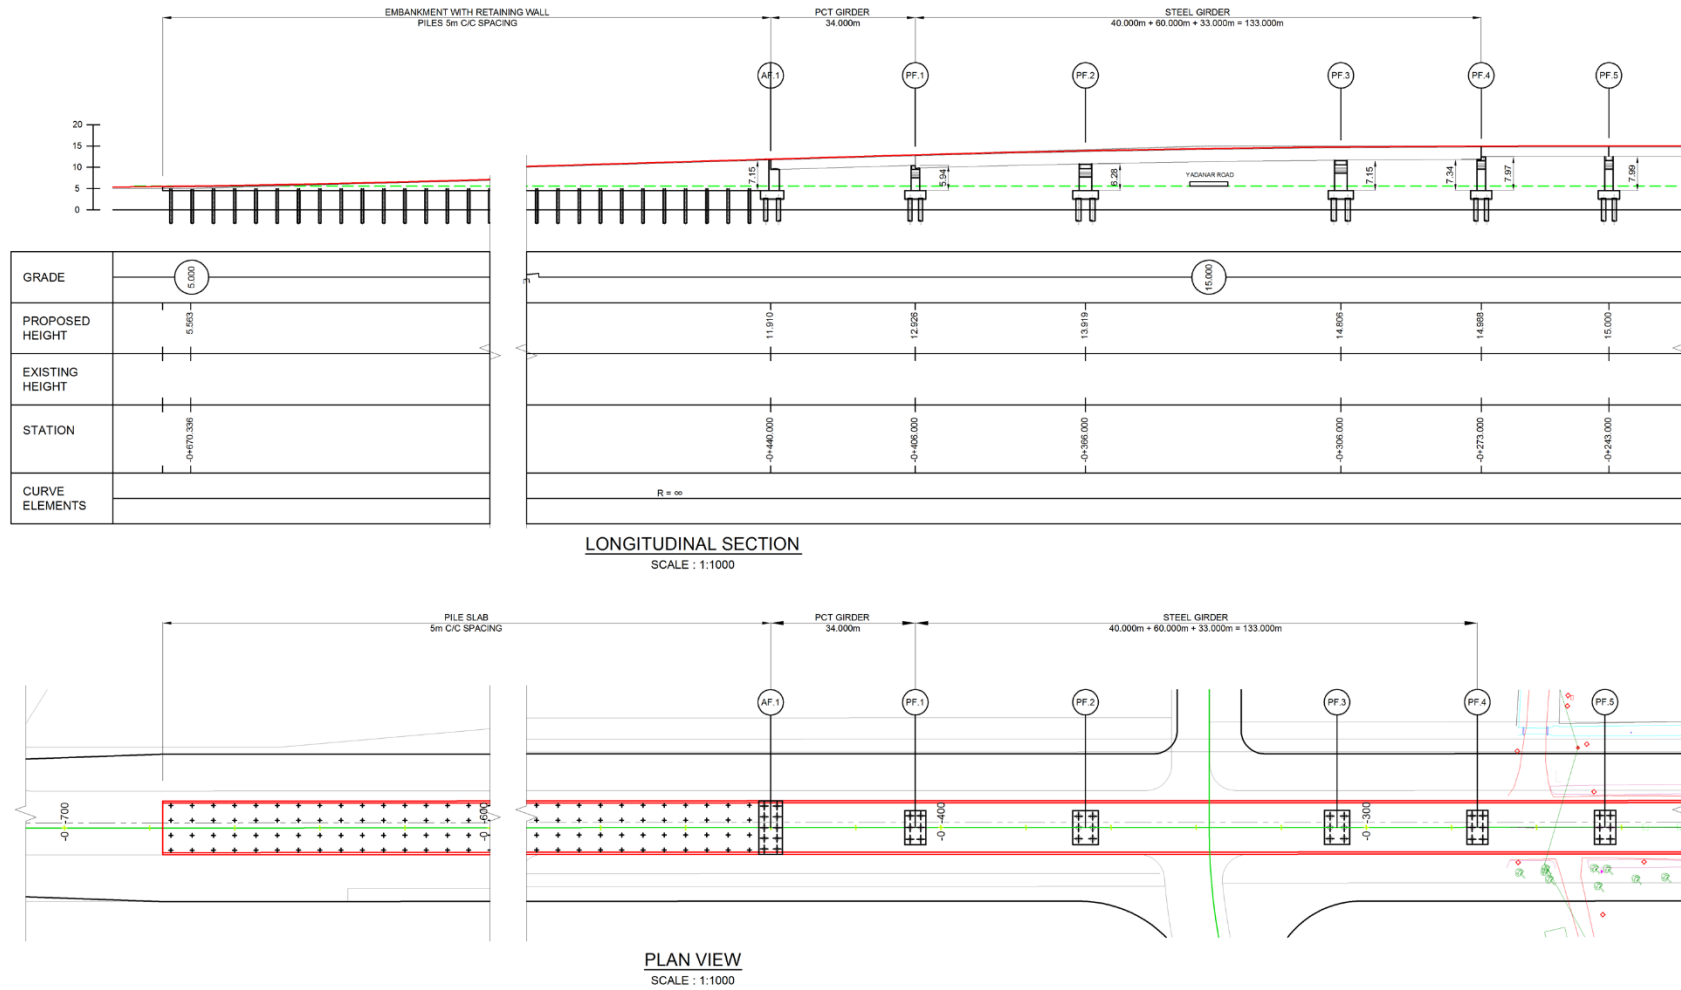 EMBANKMENT WITH RETAINING WALL
PILES 5m C/C SPACING
PCT GIRDER
34.000m
STEEL GIRDER
40.000m + 60.000m + 33.000m = 133.000m
AF.1
PF.1
PF.2
PF.3
PF.4
PF.5
20
15
10
5
0
7.15
5.94
6.28
YADANAR ROAD
7.15
7.34
7.97
7.99
GRADE
5.000
15.000
PROPOSED
HEIGHT
5.563
11.910
12.926
13.919
14.806
14.988
15.000
EXISTING
HEIGHT
STATION
-0+670.336
-0+440.000
-0+406.000
-0+366.000
-0+306.000
-0+273.000
-0+243.000
CURVE
ELEMENTS
R = ∞
LONGITUDINAL SECTION
SCALE : 1:1000
PILE SLAB
5m C/C SPACING
PCT GIRDER
34.000m
STEEL GIRDER
40.000m + 60.000m + 33.000m = 133.000m
AF.1
PF.1
PF.2
PF.3
PF.4
PF.5
-0 -700
-0 -600
-0 -400
-0 -300
PLAN VIEW
SCALE : 1:1000